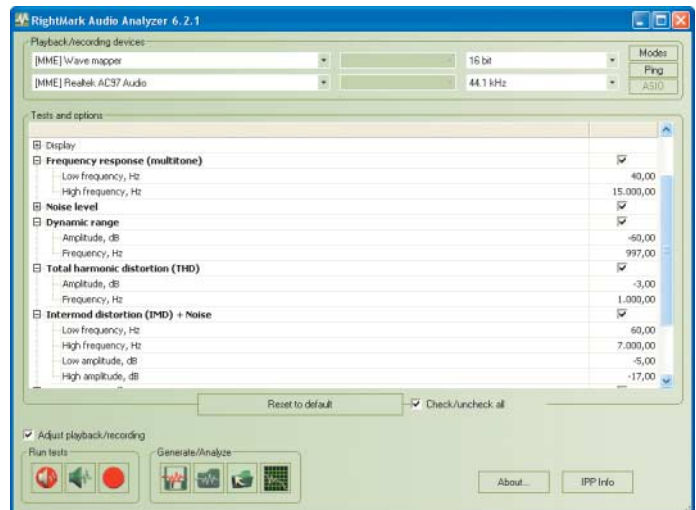 RightMark Audio Analyzer 6.2.1
Playback/recording devices
[MME] Wave mapper 16 bit Modes
Ping
[MME] Realtek AC97 Audio 44.1 kHz ASIO
Tests and options
Display
Frequency response (multitone)
Low frequency, Hz 40,00
High frequency, Hz 15.000,00
Noise level
Dynamic range
Amplitude, dB -60,00
Frequency, Hz 997,00
Total harmonic distortion (THD)
Amplitude, dB -3,00
Frequency, Hz 1.000,00
Intermod distortion (IMD) + Noise
Low frequency, Hz 60,00
High frequency, Hz 7.000,00
Low amplitude, dB -5,00
High amplitude, dB -17,00
Reset to default Check/uncheck all
Adjust playback/recording
Run tests Generate/Analyze
About... IPP Info